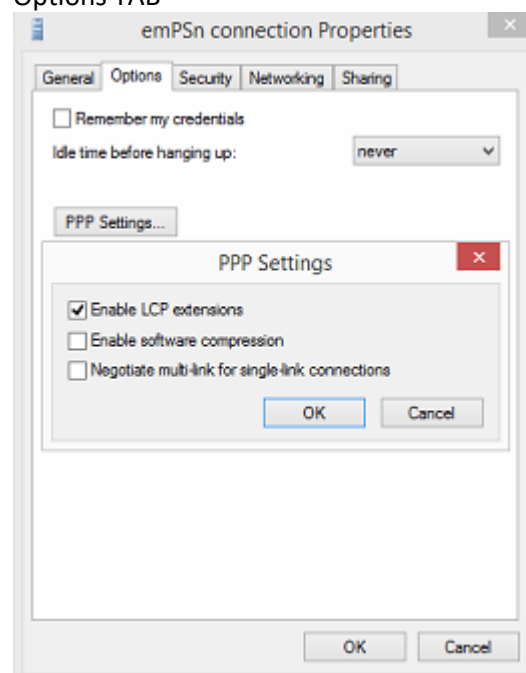 Options TAB
emPSn connection Properties
General Options Security Networking Sharing
Remember my credentials
Idle time before hanging up: never
PPP Settings...
PPP Settings
Enable LCP extensions
Enable software compression
Negotiate multi-link for single-link connections
OK Cancel
OK Cancel